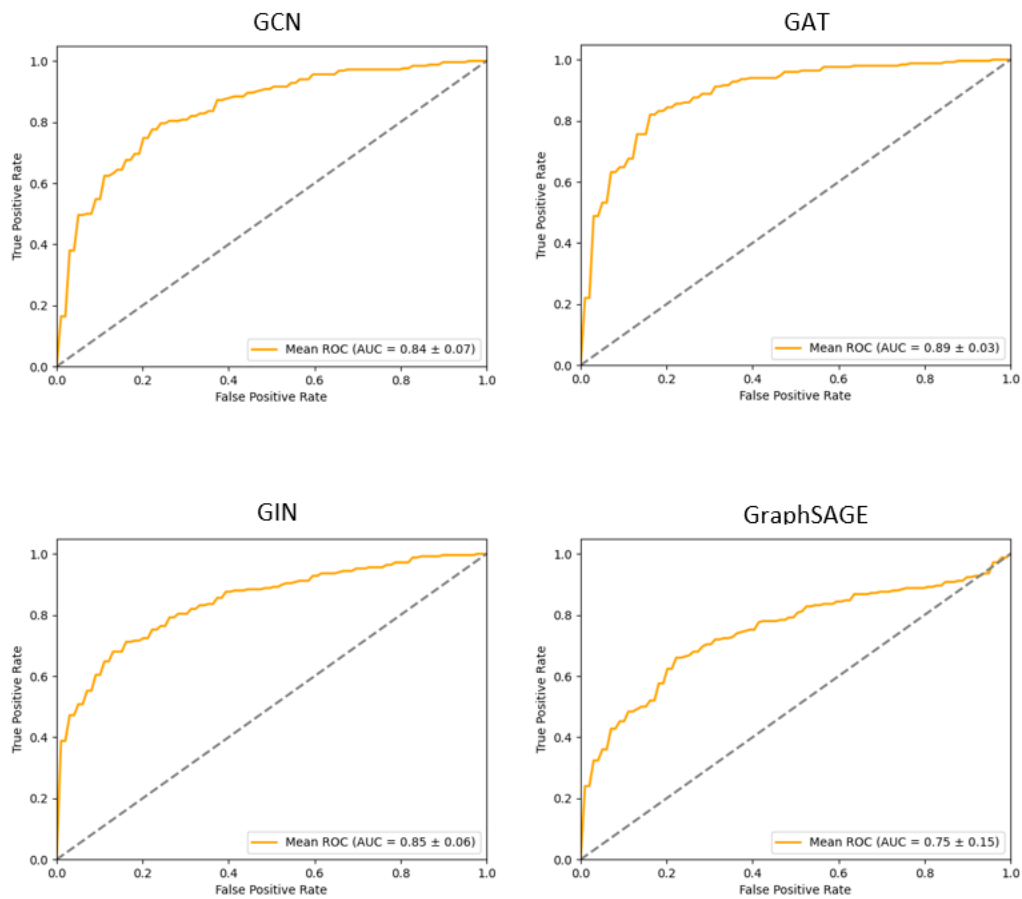 GCN
1.0
0.8
0.6
0.4
0.2
0.0
True Positive Rate
Mean ROC (AUC = 0.84 ± 0.07)
0.0 0.2 0.4 0.6 0.8 1.0
False Positive Rate
GAT
1.0
0.8
0.6
0.4
0.2
0.0
True Positive Rate
Mean ROC (AUC = 0.89 ± 0.03)
0.0 0.2 0.4 0.6 0.8 1.0
False Positive Rate
GIN
1.0
0.8
0.6
0.4
0.2
0.0
True Positive Rate
Mean ROC (AUC = 0.85 ± 0.06)
0.0 0.2 0.4 0.6 0.8 1.0
False Positive Rate
GraphSAGE
1.0
0.8
0.6
0.4
0.2
0.0
True Positive Rate
Mean ROC (AUC = 0.75 ± 0.15)
0.0 0.2 0.4 0.6 0.8 1.0
False Positive Rate